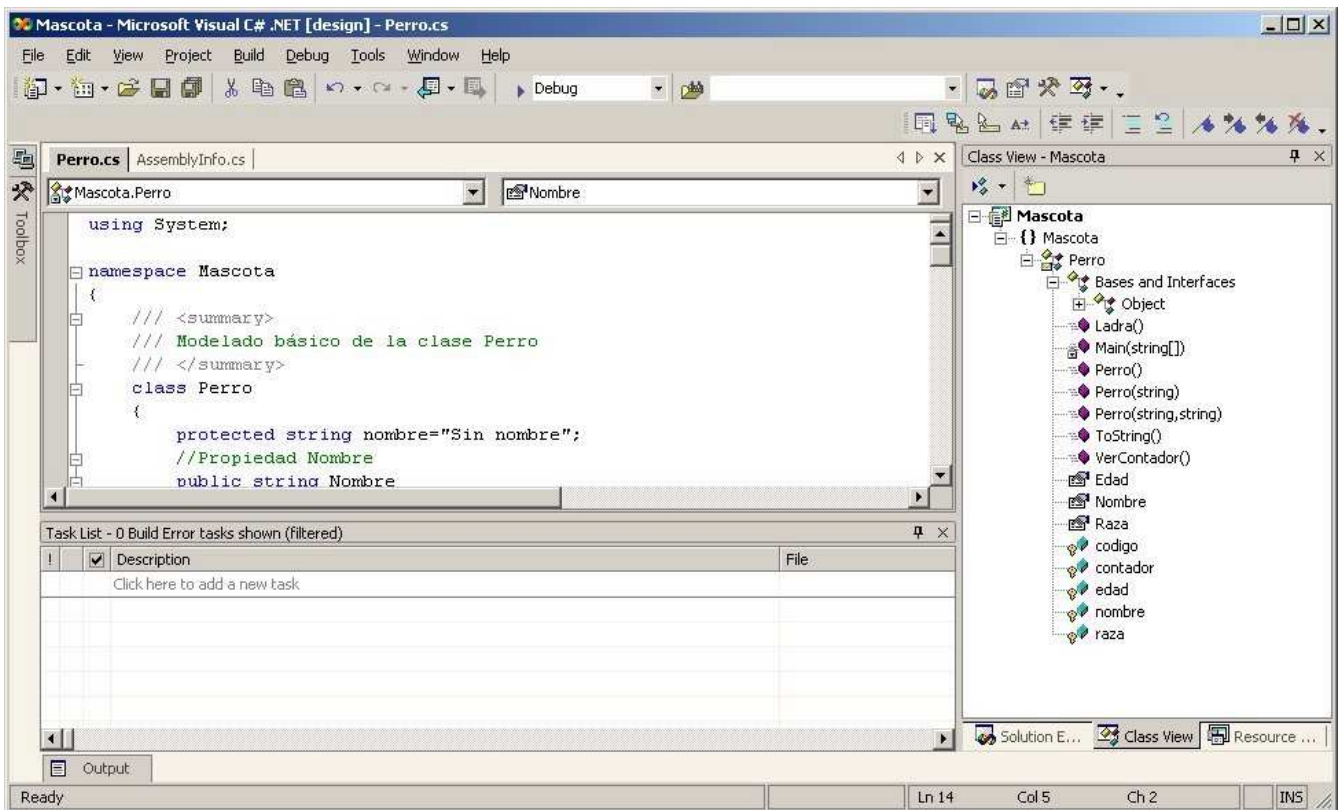 Mascota - Microsoft Visual C# .NET [design] - Perro.cs
File Edit View Project Build Debug Tools Window Help
Debug
Toolbox
Perro.cs AssemblyInfo.cs
Mascota.Perro Nombre
using System;
namespace Mascota
{
/// <summary>
/// Modelado básico de la clase Perro
/// </summary>
class Perro
{
protected string nombre="Sin nombre";
//Propiedad Nombre
public string Nombre
Task List - 0 Build Error tasks shown (filtered)
! Description File
Click here to add a new task
Output
Class View - Mascota
Mascota
{} Mascota
Perro
Bases and Interfaces
Object
Ladra()
Main(string[])
Perro()
Perro(string)
Perro(string,string)
ToString()
VerContador()
Edad
Nombre
Raza
codigo
contador
edad
nombre
raza
Solution E... Class View Resource ...
Ready Ln 14 Col 5 Ch 2 INS